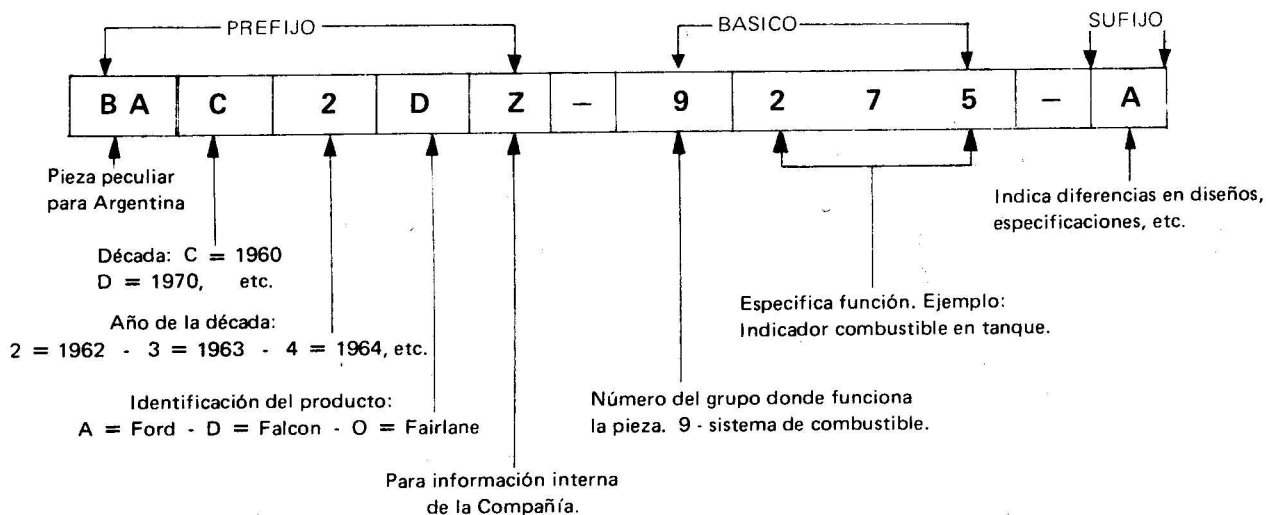 PREFIJO BASICO SUFIJO
B A C 2 D Z – 9 2 7 5 – A
Pieza peculiar
para Argentina
Indica diferencias en diseños,
especificaciones, etc.
Década: C = 1960
D = 1970, etc.
Especifica función. Ejemplo:
Indicador combustible en tanque.
Año de la década:
2 = 1962 - 3 = 1963 - 4 = 1964, etc.
Identificación del producto:
A = Ford - D = Falcon - O = Fairlane
Número del grupo donde funciona
la pieza. 9 - sistema de combustible.
Para información interna
de la Compañía.